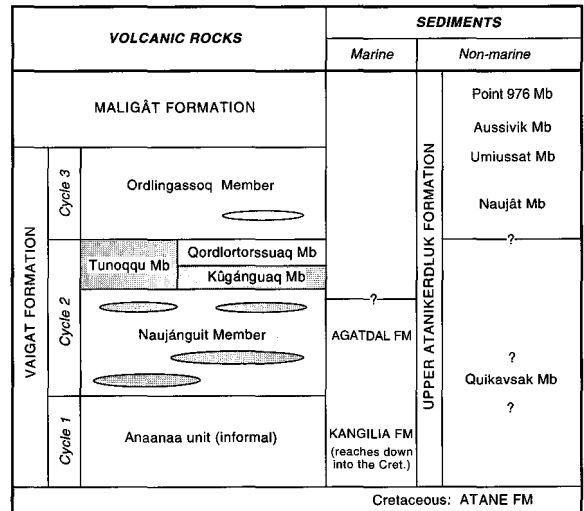 VOLCANIC ROCKS
SEDIMENTS
Marine
Non-marine
MALIGÂT FORMATION
VAIGAT FORMATION
Cycle 3
Ordlingassoq Member
Cycle 2
Tunoqqu Mb
Qordlortorssuaq Mb
Kûgánguaq Mb
Naujánguit Member
Cycle 1
Anaanaa unit (informal)
?
AGATDAL FM
KANGILIA FM
(reaches down
into the Cret.)
UPPER ATANIKERDLUK FORMATION
Point 976 Mb
Aussivik Mb
Umiussat Mb
Naujât Mb
?
?
Quikavsak Mb
?
Cretaceous: ATANE FM